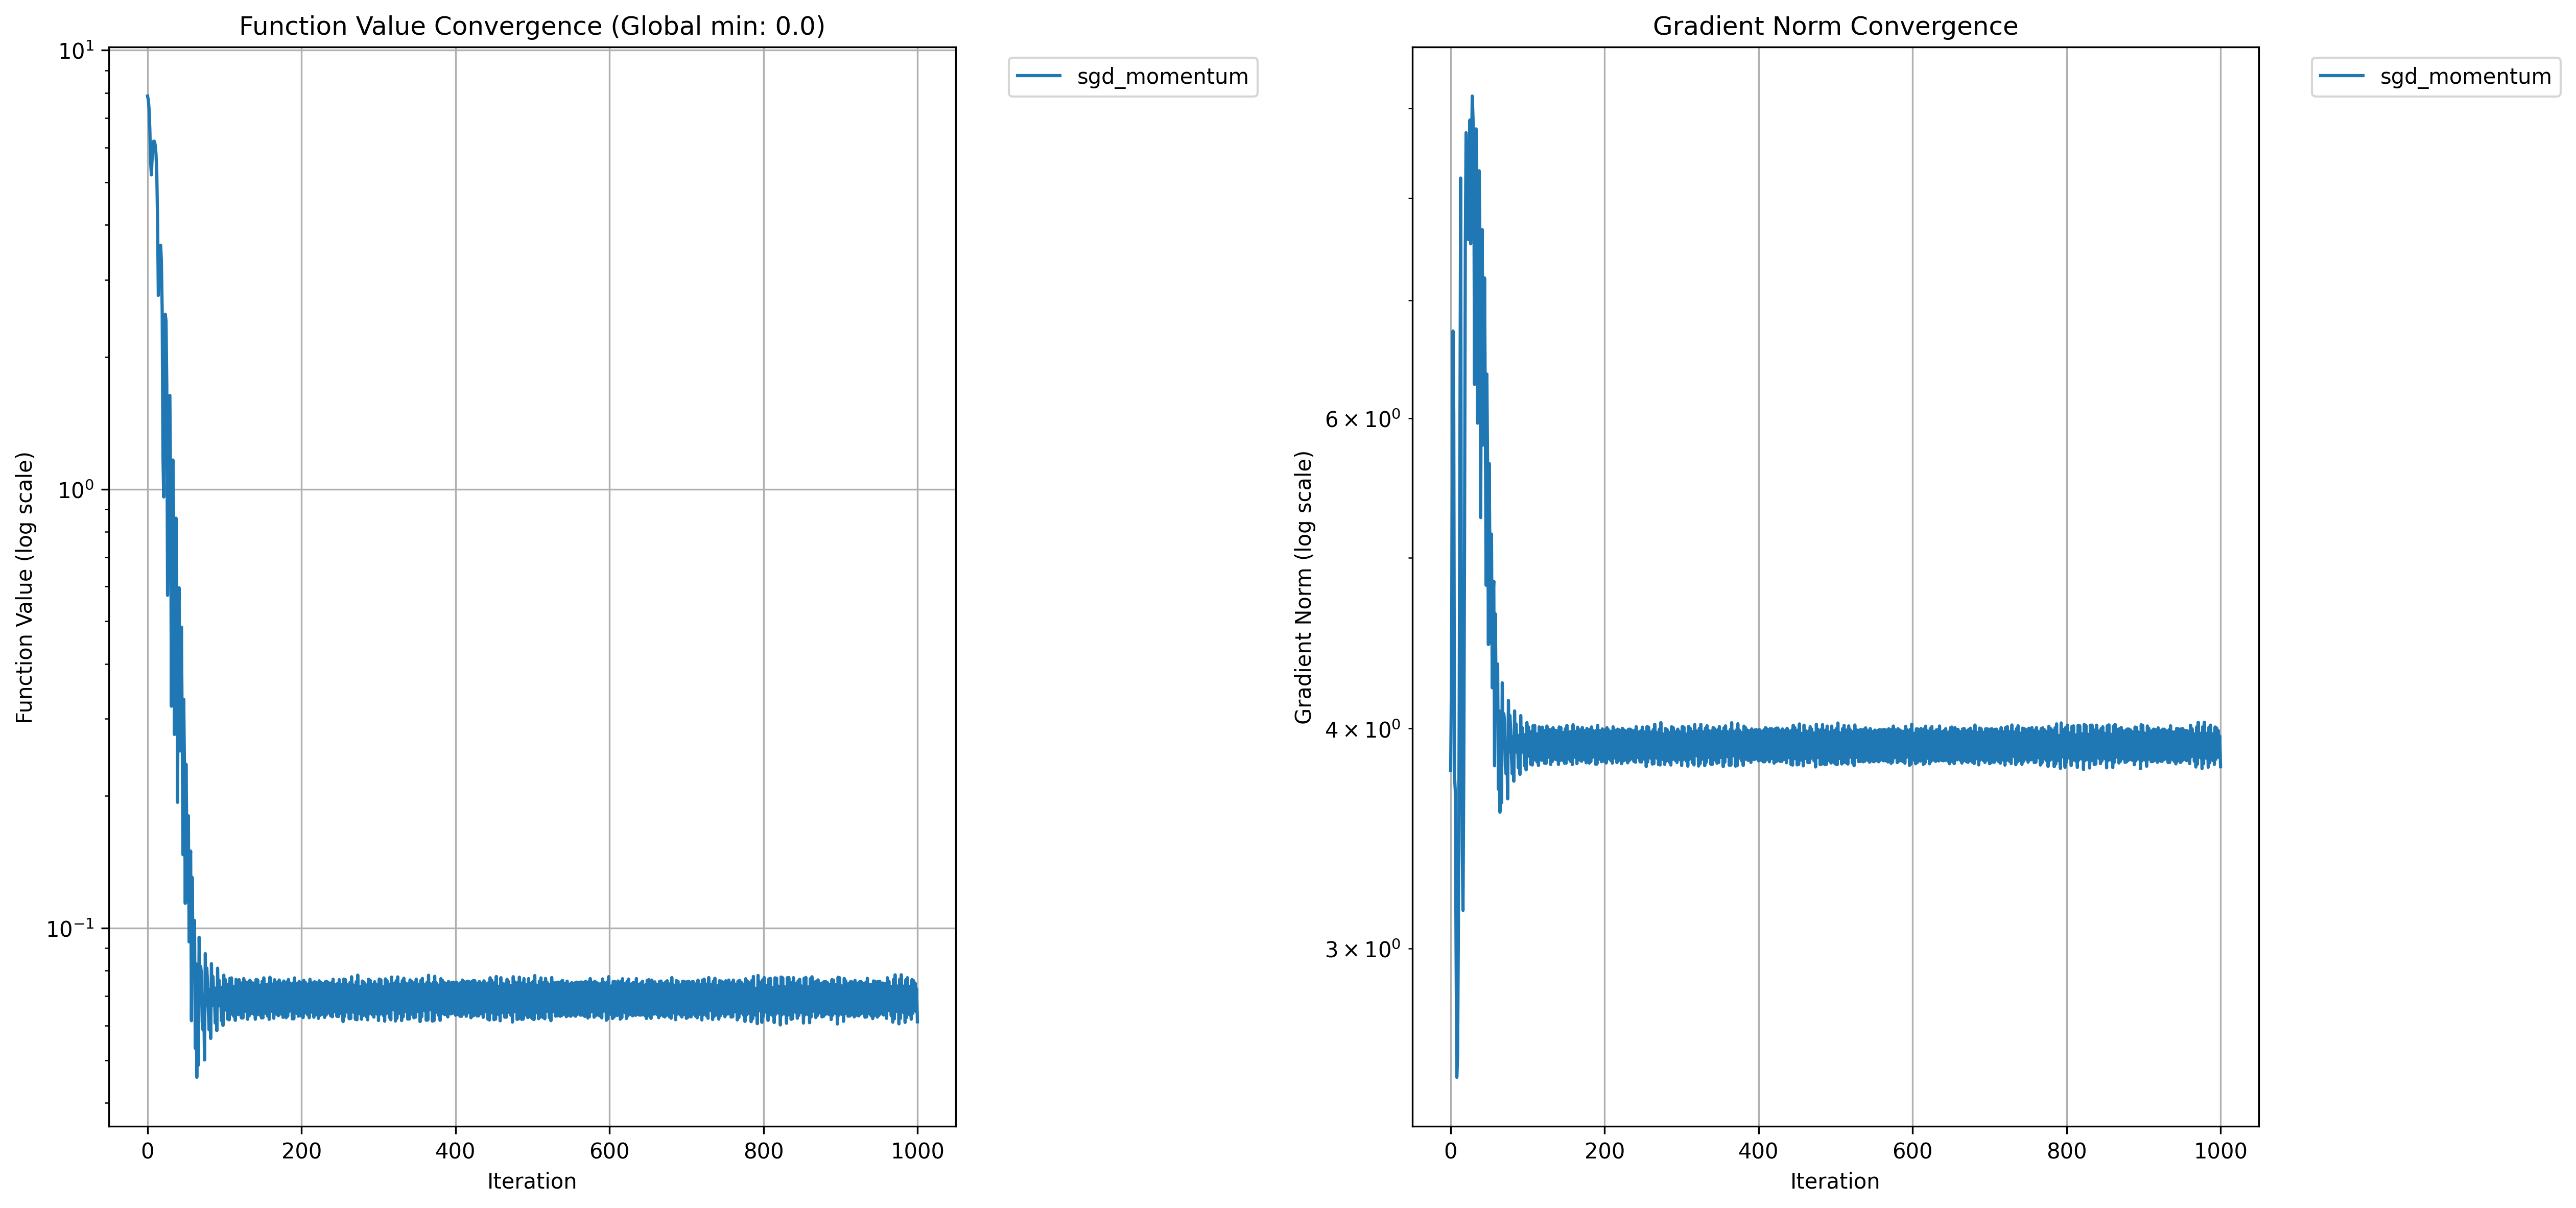 Function Value Convergence (Global min: 0.0)
sgd_momentum
10¹
10⁰
10⁻¹
Function Value (log scale)
0 200 400 600 800 1000
Iteration
Gradient Norm Convergence
sgd_momentum
6 × 10⁰
4 × 10⁰
3 × 10⁰
Gradient Norm (log scale)
0 200 400 600 800 1000
Iteration